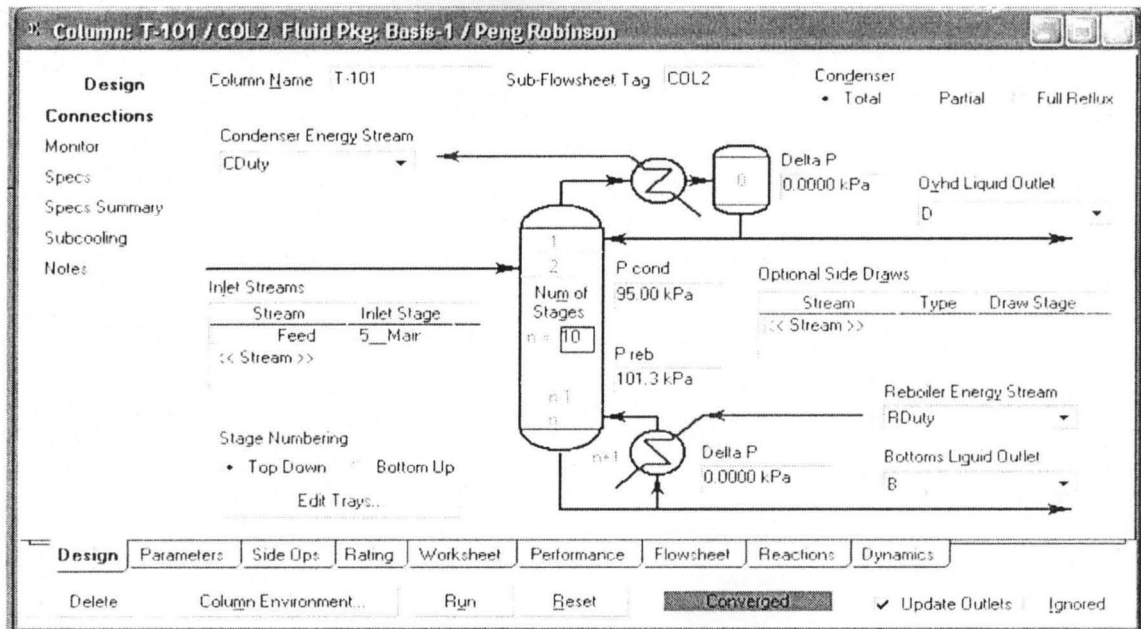 Column: T-101 / COL2 Fluid Pkg: Basis-1 / Peng Robinson
Design
Column Name T-101 Sub-Flowsheet Tag COL2 Condenser
Connections
Total Partial Full Reflux
Monitor
Condenser Energy Stream
Delta P
CDuty
0
0.0000 kPa
Ovhd Liquid Outlet
Specs
Specs Summary
D
Subcooling
Notes
1
2
P cond
Optional Side Draws
Inlet Streams
Num of
95.00 kPa
Stream Type Draw Stage
Stream Inlet Stage
Stages
<< Stream >>
Feed 5__Mair
n = 10
<< Stream >>
P reb
101.3 kPa
n-1
Reboiler Energy Stream
n
RDuty
Stage Numbering
n+1
Delta P
Bottoms Liquid Outlet
Top Down Bottom Up
0.0000 kPa
B
Edit Trays...
Design Parameters Side Ops Rating Worksheet Performance Flowsheet Reactions Dynamics
Delete Column Environment... Run Reset Converged Update Outlets Ignored